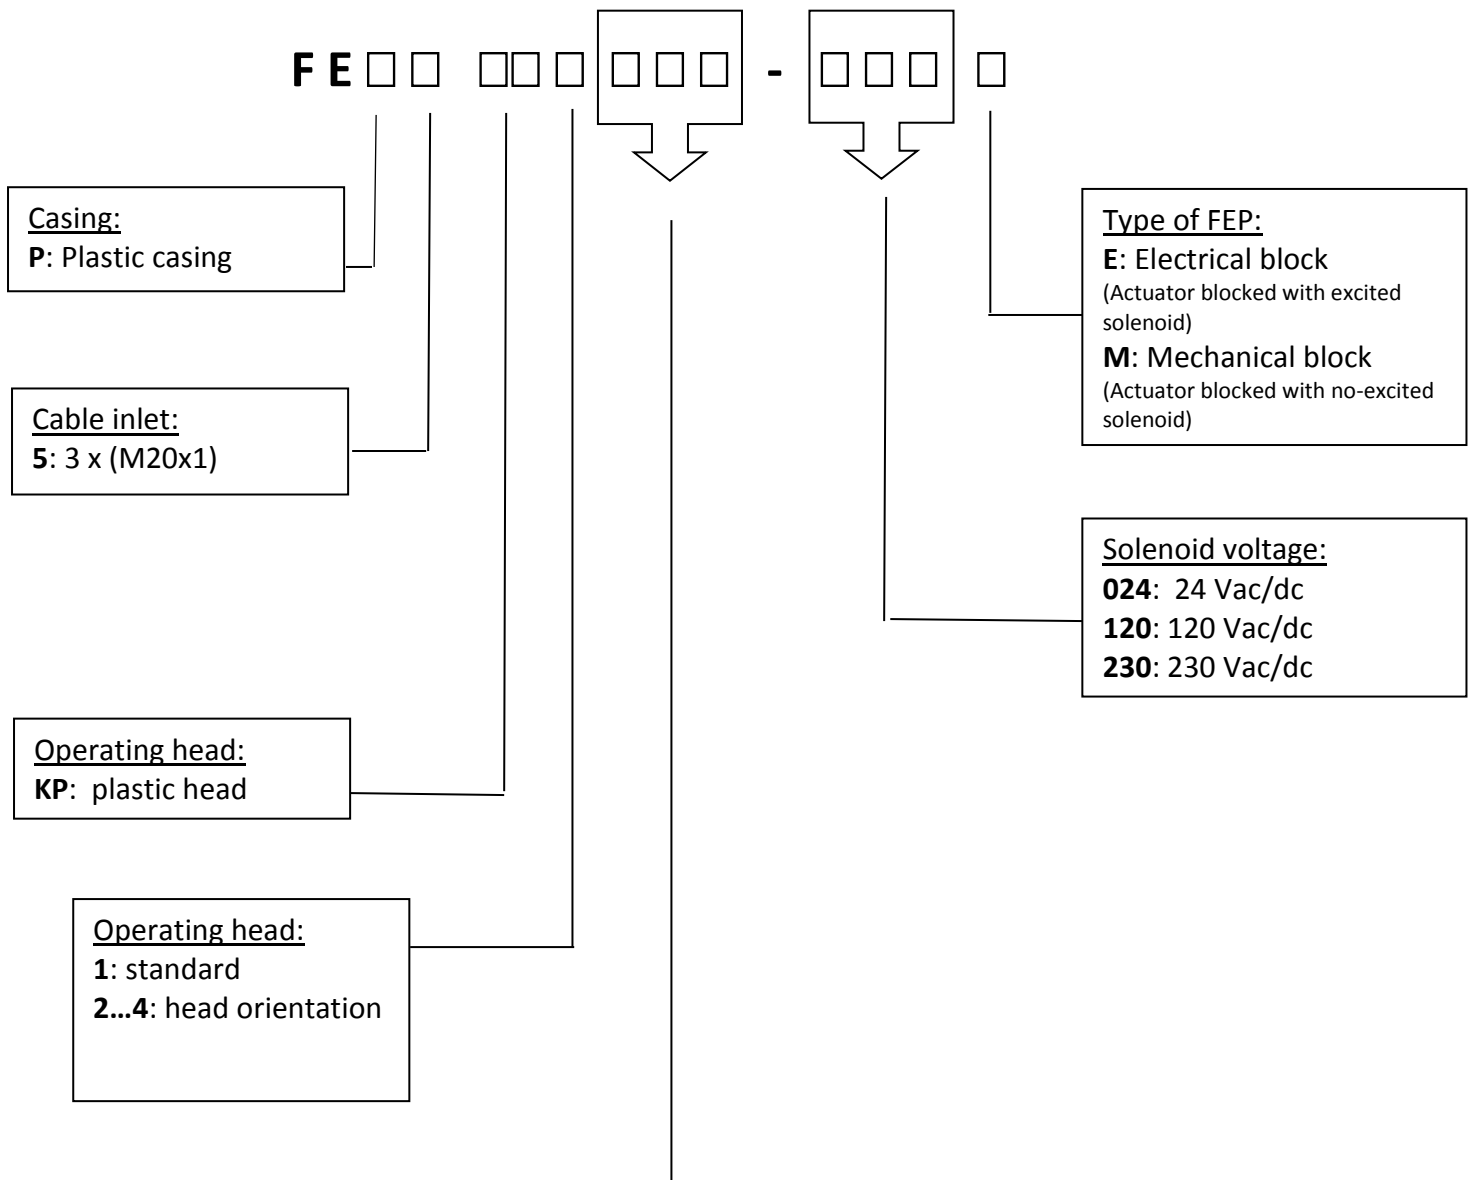 F E □ □ □□ □ □ □ □ - □ □ □ □
Casing:
P: Plastic casing
Cable inlet:
5: 3 x (M20x1)
Operating head:
KP: plastic head
Operating head:
1: standard
2...4: head orientation
Type of FEP:
E: Electrical block
(Actuator blocked with excited
solenoid)
M: Mechanical block
(Actuator blocked with no-excited
solenoid)
Solenoid voltage:
024: 24 Vac/dc
120: 120 Vac/dc
230: 230 Vac/dc